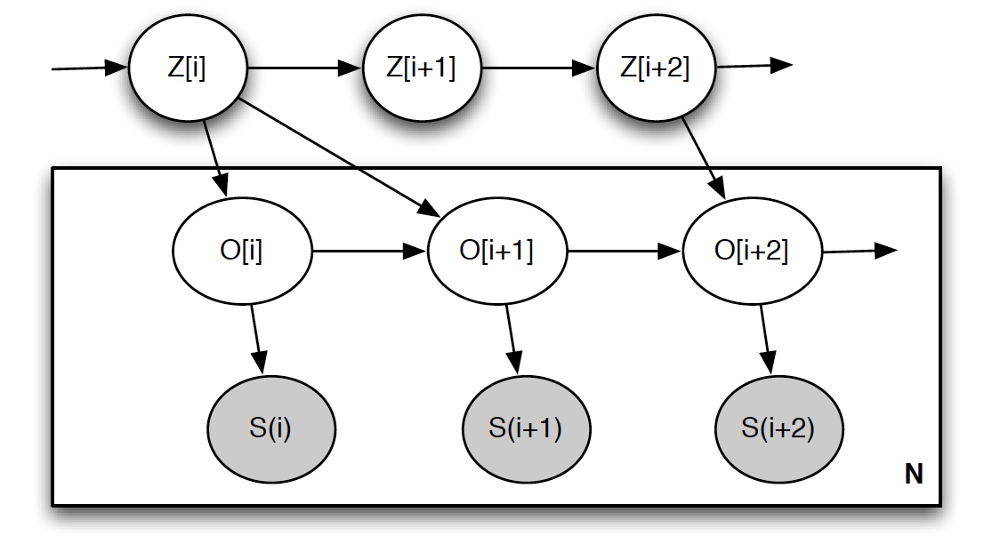 Z[i] Z[i+1] Z[i+2]
O[i] O[i+1] O[i+2]
S(i) S(i+1) S(i+2)
N